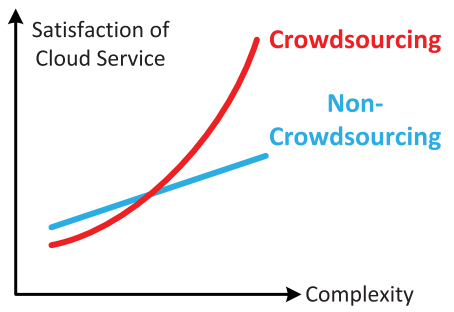 Satisfaction of
Cloud Service
Crowdsourcing
Non-
Crowdsourcing
Complexity